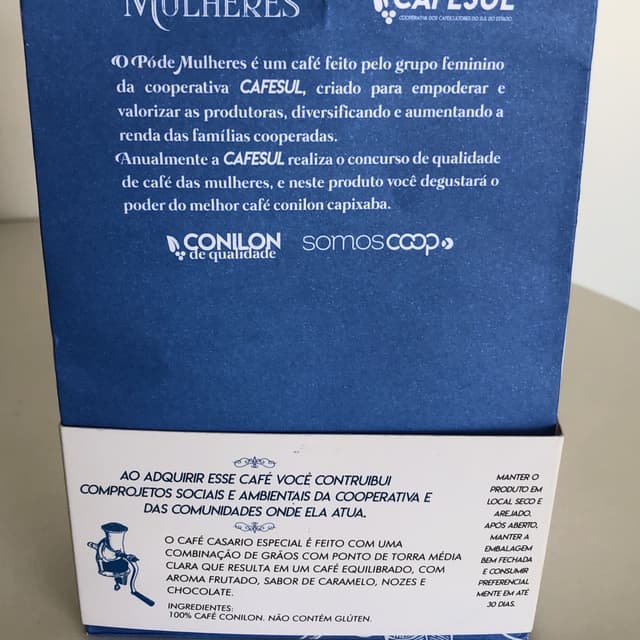 MULHERES
CAFESUL
COOPERATIVA DOS CAFEICULTORES DO SUL DO ESTADO
O Pó de Mulheres é um café feito pelo grupo feminino
da cooperativa CAFESUL, criado para empoderar e
valorizar as produtoras, diversificando e aumentando a
renda das famílias cooperadas.
Anualmente a CAFESUL realiza o concurso de qualidade
de café das mulheres, e neste produto você degustará o
poder do melhor café conilon capixaba.
CONILON
de qualidade
somoscoop
AO ADQUIRIR ESSE CAFÉ VOCÊ CONTRUIBUI
COMPROJETOS SOCIAIS E AMBIENTAIS DA COOPERATIVA E
DAS COMUNIDADES ONDE ELA ATUA.
O CAFÉ CASARIO ESPECIAL É FEITO COM UMA
COMBINAÇÃO DE GRÃOS COM PONTO DE TORRA MÉDIA
CLARA QUE RESULTA EM UM CAFÉ EQUILIBRADO, COM
AROMA FRUTADO, SABOR DE CARAMELO, NOZES E
CHOCOLATE.
INGREDIENTES:
100% CAFÉ CONILON. NÃO CONTÉM GLÚTEN.
MANTER O
PRODUTO EM
LOCAL SECO E
AREJADO.
APÓS ABERTO,
MANTER A
EMBALAGEM
BEM FECHADA
E CONSUMIR
PREFERENCIAL
MENTE EM ATÉ
30 DIAS.